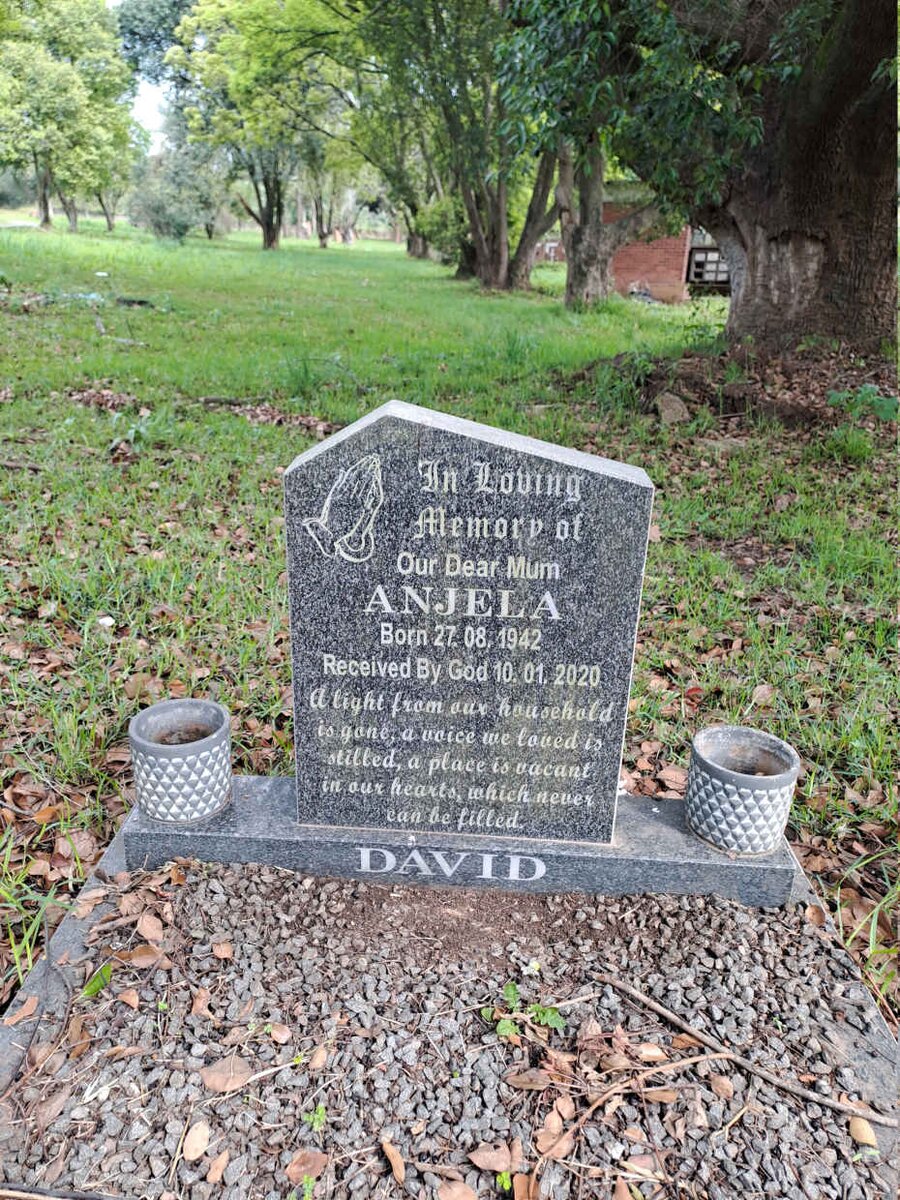 In Loving
Memory of
Our Dear Mum
ANJELA
Born 27. 08. 1942
Received By God 10. 01. 2020
A light from our household
is gone, a voice we loved is
stilled, a place is vacant
in our hearts, which never
can be filled.
DAVID